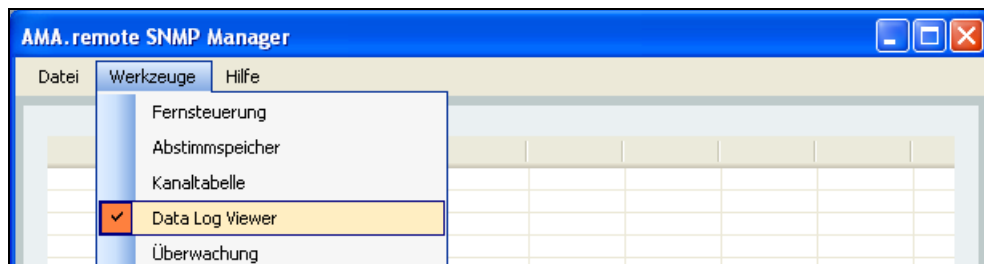 AMA.remote SNMP Manager
Datei Werkzeuge Hilfe
Fernsteuerung
Abstimmspeicher
Kanaltabelle
Data Log Viewer
Überwachung